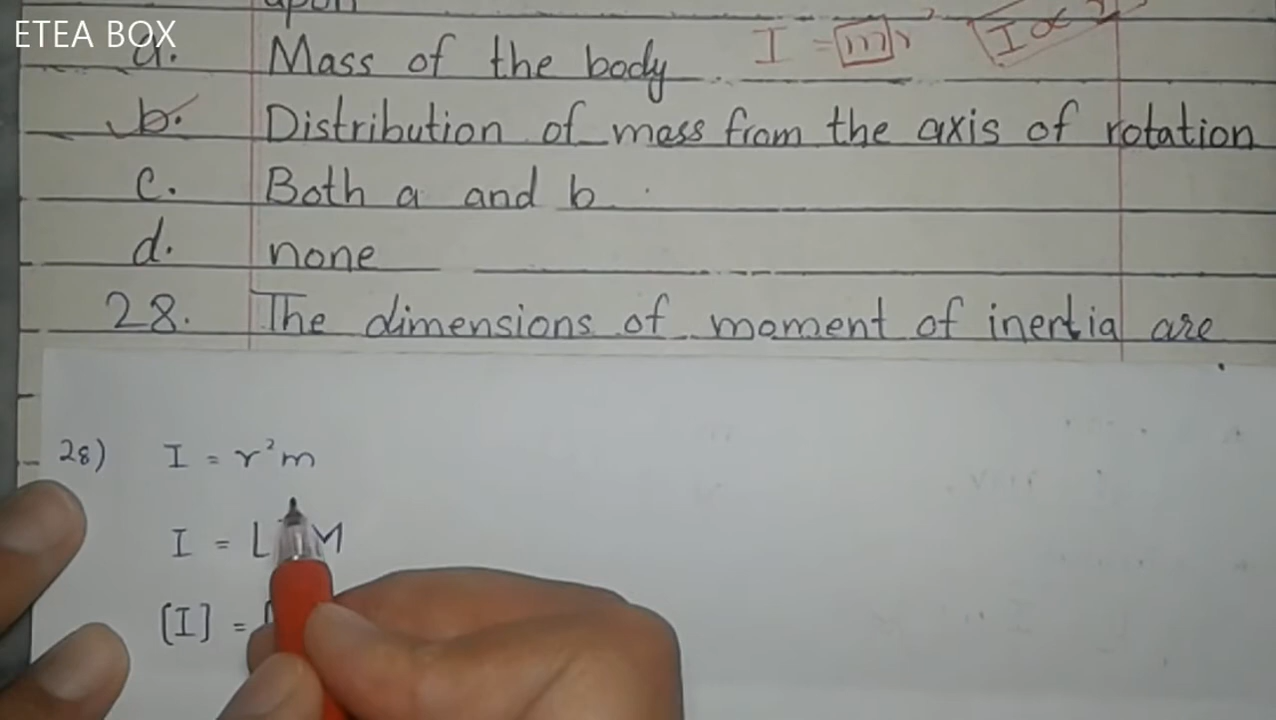 upon
ETEA BOX
a. Mass of the body I = m
b. Distribution of mass from the axis of rotation
c. Both a and b
d. none
28. The dimensions of moment of inertia are
28) I = r²m
I = L M
[I] =